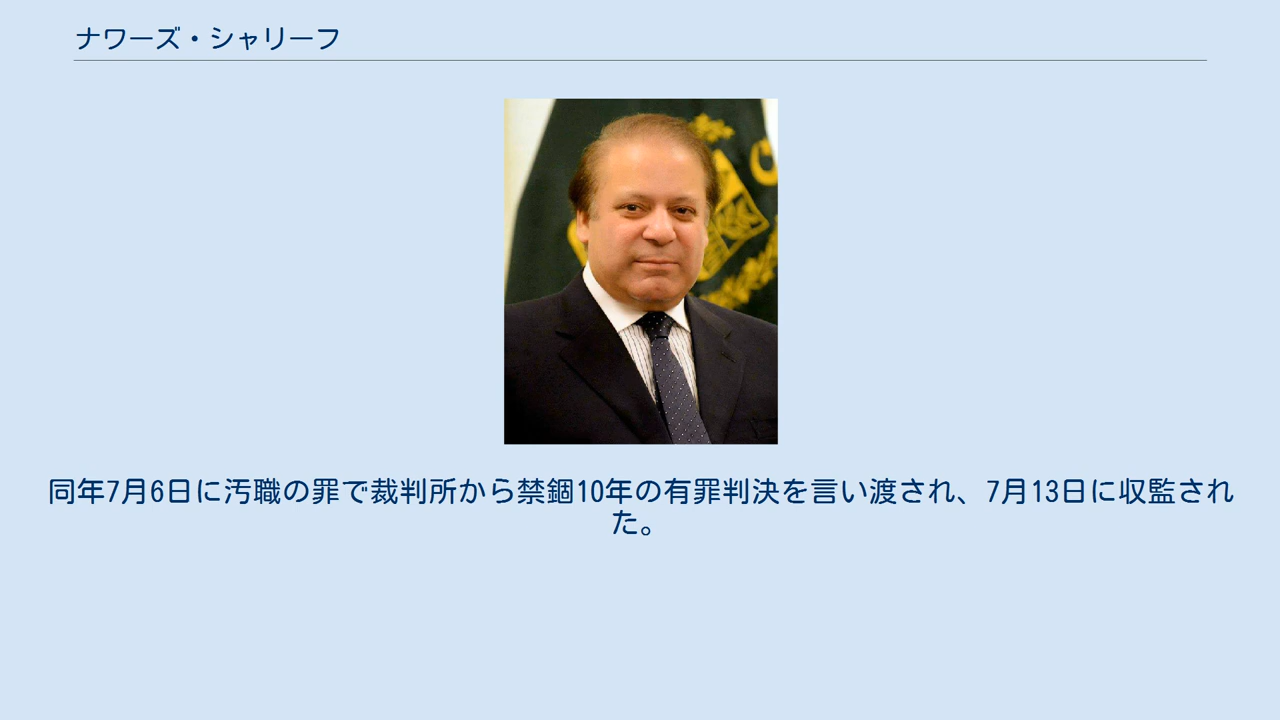 ナワーズ・シャリーフ
同年7月6日に汚職の罪で裁判所から禁錮10年の有罪判決を言い渡され、7月13日に収監され
た。